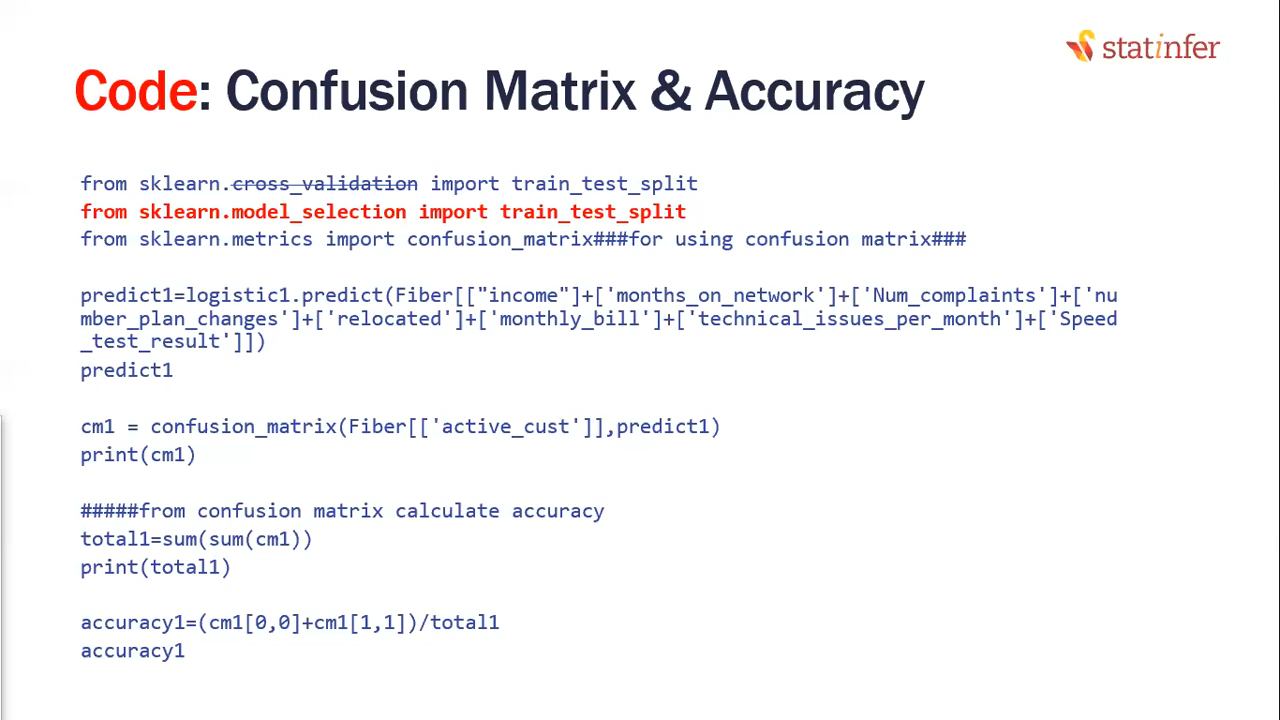 statinfer
Code: Confusion Matrix & Accuracy
from sklearn.cross_validation import train_test_split
from sklearn.model_selection import train_test_split
from sklearn.metrics import confusion_matrix###for using confusion matrix###
predict1=logistic1.predict(Fiber[["income"]+['months_on_network']+['Num_complaints']+['nu
mber_plan_changes']+['relocated']+['monthly_bill']+['technical_issues_per_month']+['Speed
_test_result']])
predict1
cm1 = confusion_matrix(Fiber[['active_cust']],predict1)
print(cm1)
#####from confusion matrix calculate accuracy
total1=sum(sum(cm1))
print(total1)
accuracy1=(cm1[0,0]+cm1[1,1])/total1
accuracy1